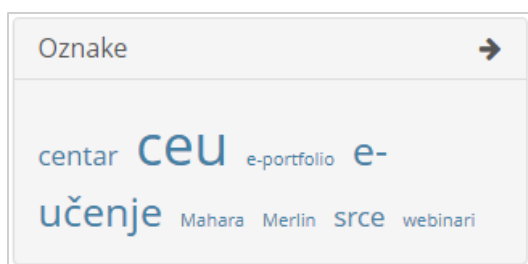 Oznake
centar ceu e-portfolio e-
učenje Mahara Merlin srce webinari